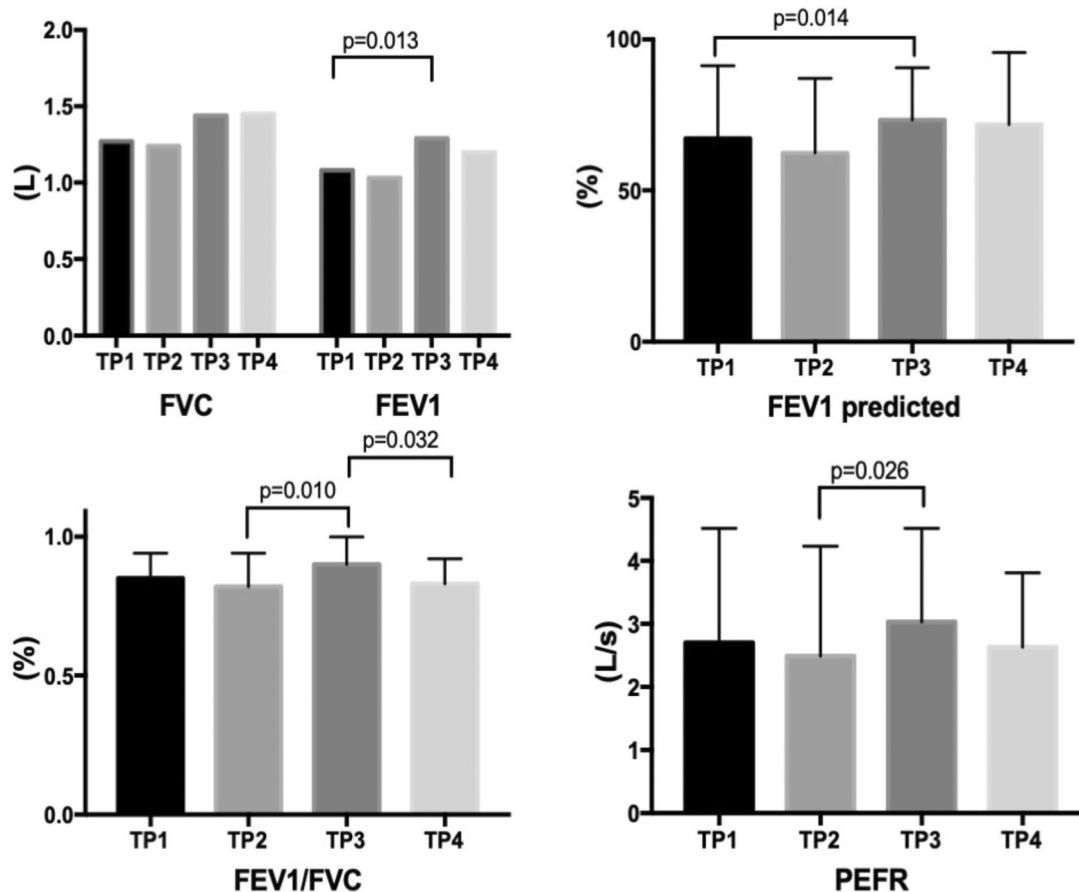 2.0
1.5
1.0
0.5
0.0
(L)
p=0.013
TP1 TP2 TP3 TP4 TP1 TP2 TP3 TP4
FVC FEV1
p=0.014
100
50
0
(%)
TP1 TP2 TP3 TP4
FEV1 predicted
p=0.032
p=0.010
1.0
0.5
0.0
(%)
TP1 TP2 TP3 TP4
FEV1/FVC
p=0.026
5
4
3
2
1
0
(L/s)
TP1 TP2 TP3 TP4
PEFR